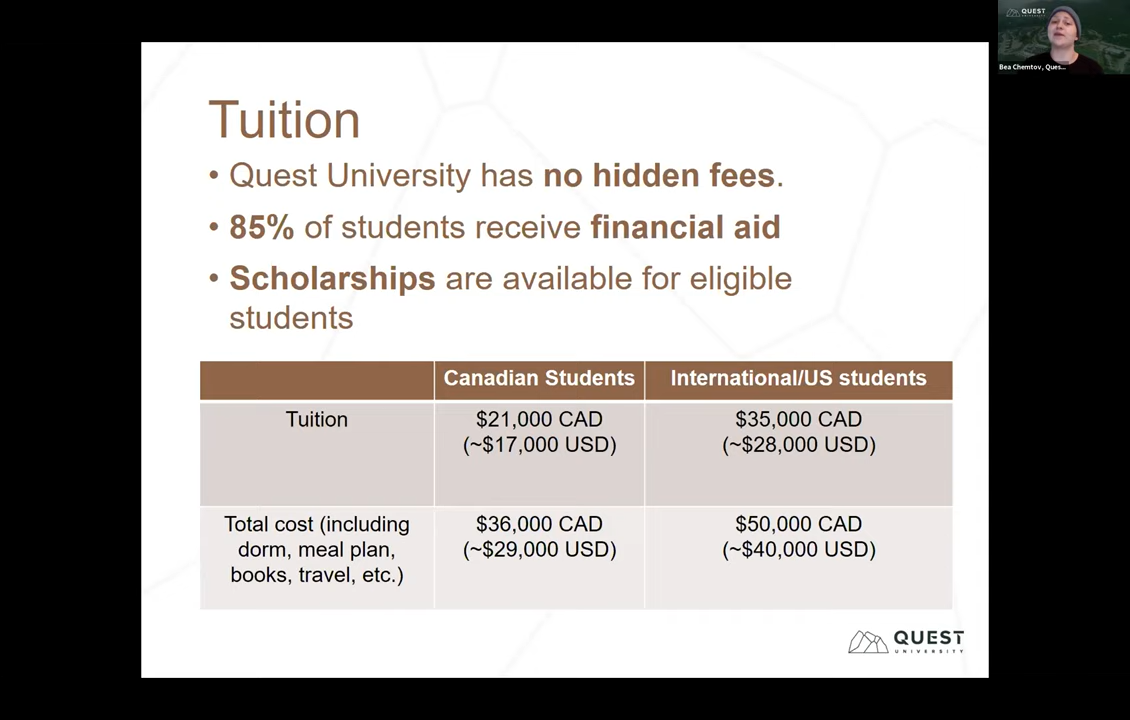 QUEST
Bea Chemtov, Ques...
Tuition
• Quest University has no hidden fees.
• 85% of students receive financial aid
• Scholarships are available for eligible
students
Canadian Students International/US students
Tuition $21,000 CAD $35,000 CAD
(~$17,000 USD) (~$28,000 USD)
Total cost (including $36,000 CAD $50,000 CAD
dorm, meal plan, (~$29,000 USD) (~$40,000 USD)
books, travel, etc.)
QUEST
UNIVERSITY